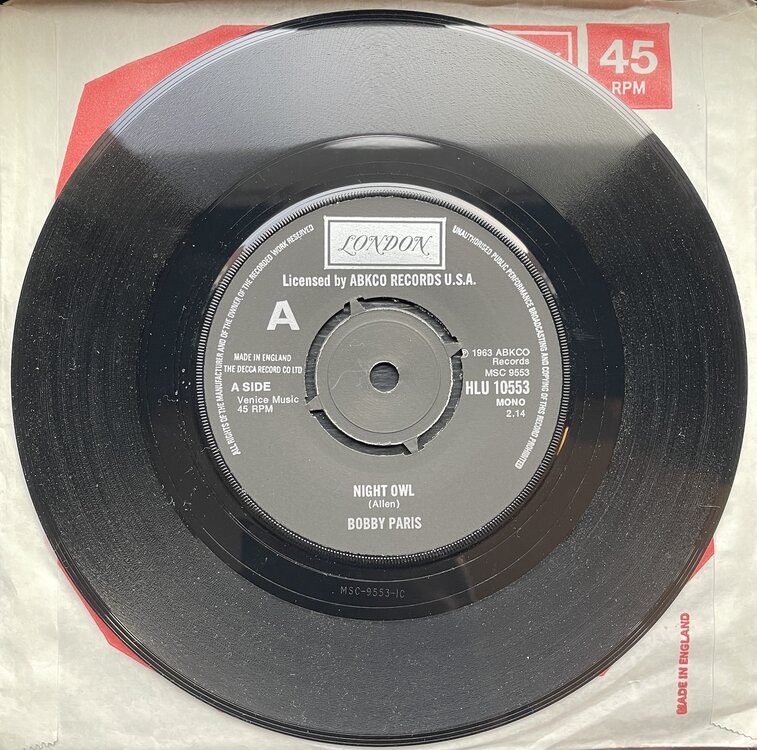 45
RPM
LONDON
Licensed by ABKCO RECORDS U.S.A.
ALL RIGHTS OF THE MANUFACTURER AND OF THE OWNER OF THE RECORDED WORK RESERVED
UNAUTHORISED PUBLIC PERFORMANCE BROADCASTING AND COPYING OF THIS RECORD PROHIBITED
A
MADE IN ENGLAND
THE DECCA RECORD CO LTD
A SIDE
Venice Music
45 RPM
℗ 1963 ABKCO
Records
MSC 9553
HLU 10553
MONO
2.14
NIGHT OWL
(Allen)
BOBBY PARIS
MSC-9553-1C
MADE IN ENGLAND